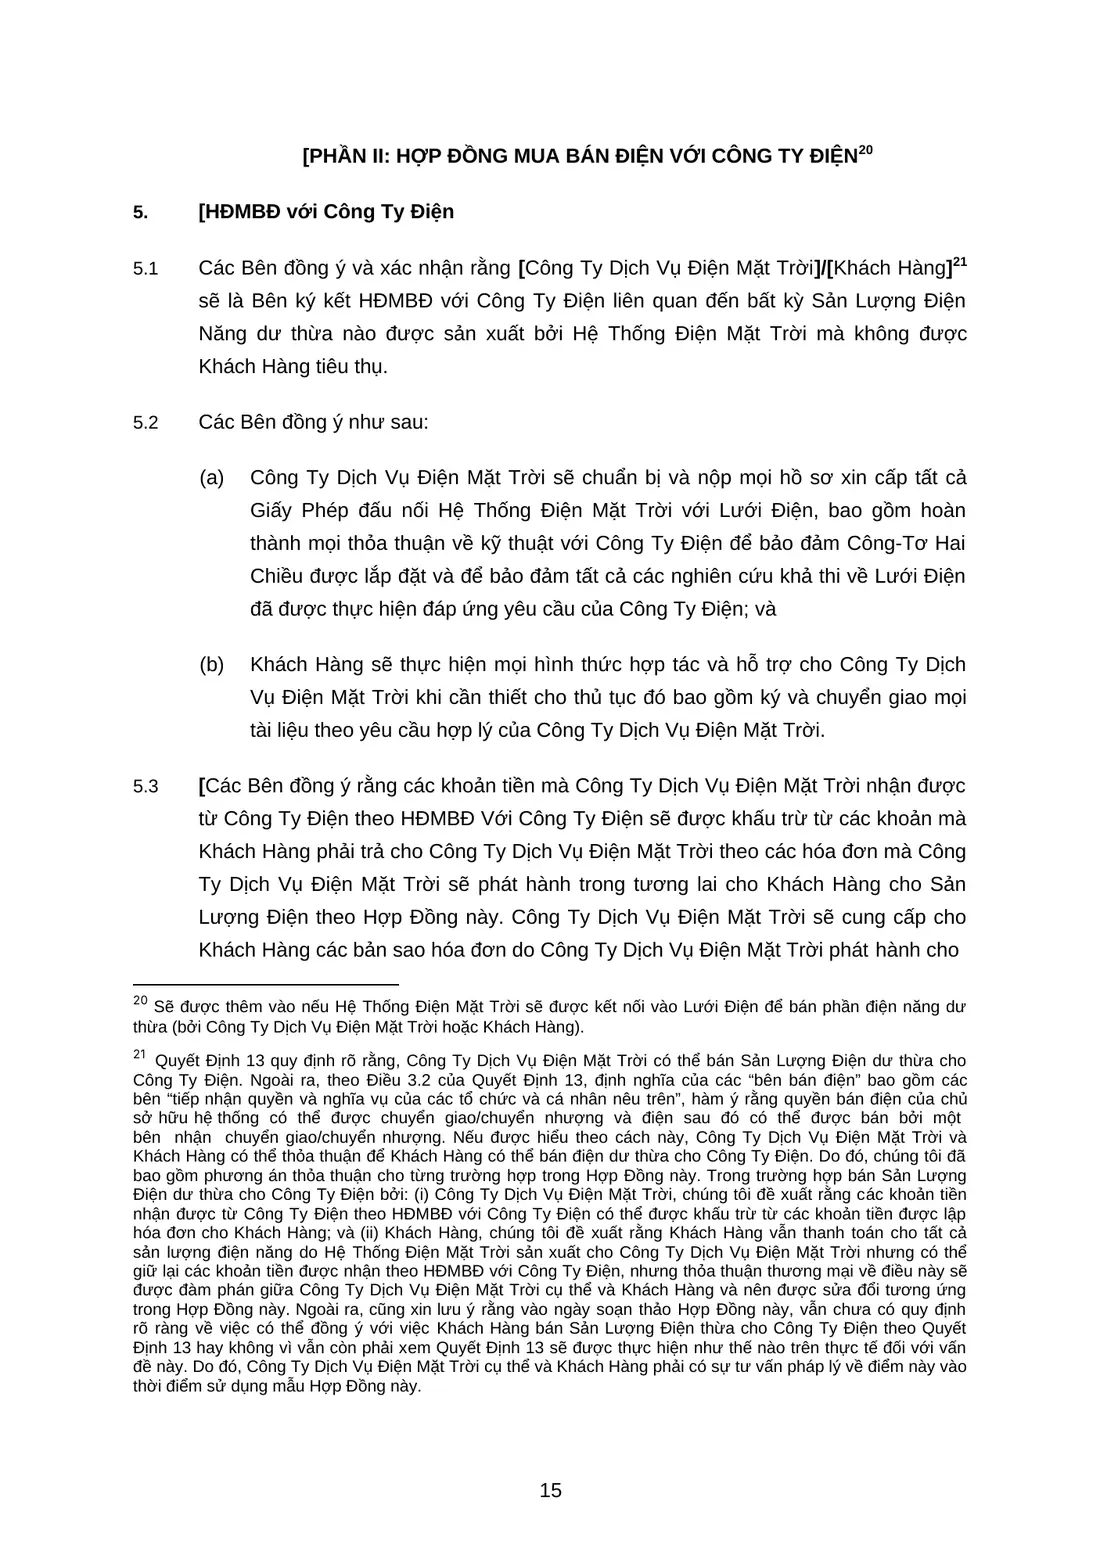 [PHẦN II: HỢP ĐỒNG MUA BÁN ĐIỆN VỚI CÔNG TY ĐIỆN20
5. [HĐMBĐ với Công Ty Điện
5.1 Các Bên đồng ý và xác nhận rằng [Công Ty Dịch Vụ Điện Mặt Trời]/[Khách Hàng]21
sẽ là Bên ký kết HĐMBĐ với Công Ty Điện liên quan đến bất kỳ Sản Lượng Điện
Năng dư thừa nào được sản xuất bởi Hệ Thống Điện Mặt Trời mà không được
Khách Hàng tiêu thụ.
5.2 Các Bên đồng ý như sau:
(a) Công Ty Dịch Vụ Điện Mặt Trời sẽ chuẩn bị và nộp mọi hồ sơ xin cấp tất cả
Giấy Phép đấu nối Hệ Thống Điện Mặt Trời với Lưới Điện, bao gồm hoàn
thành mọi thỏa thuận về kỹ thuật với Công Ty Điện để bảo đảm Công-Tơ Hai
Chiều được lắp đặt và để bảo đảm tất cả các nghiên cứu khả thi về Lưới Điện
đã được thực hiện đáp ứng yêu cầu của Công Ty Điện; và
(b) Khách Hàng sẽ thực hiện mọi hình thức hợp tác và hỗ trợ cho Công Ty Dịch
Vụ Điện Mặt Trời khi cần thiết cho thủ tục đó bao gồm ký và chuyển giao mọi
tài liệu theo yêu cầu hợp lý của Công Ty Dịch Vụ Điện Mặt Trời.
5.3 [Các Bên đồng ý rằng các khoản tiền mà Công Ty Dịch Vụ Điện Mặt Trời nhận được
từ Công Ty Điện theo HĐMBĐ Với Công Ty Điện sẽ được khấu trừ từ các khoản mà
Khách Hàng phải trả cho Công Ty Dịch Vụ Điện Mặt Trời theo các hóa đơn mà Công
Ty Dịch Vụ Điện Mặt Trời sẽ phát hành trong tương lai cho Khách Hàng cho Sản
Lượng Điện theo Hợp Đồng này. Công Ty Dịch Vụ Điện Mặt Trời sẽ cung cấp cho
Khách Hàng các bản sao hóa đơn do Công Ty Dịch Vụ Điện Mặt Trời phát hành cho
20 Sẽ được thêm vào nếu Hệ Thống Điện Mặt Trời sẽ được kết nối vào Lưới Điện để bán phần điện năng dư
thừa (bởi Công Ty Dịch Vụ Điện Mặt Trời hoặc Khách Hàng).
21 Quyết Định 13 quy định rõ rằng, Công Ty Dịch Vụ Điện Mặt Trời có thể bán Sản Lượng Điện dư thừa cho
Công Ty Điện. Ngoài ra, theo Điều 3.2 của Quyết Định 13, định nghĩa của các “bên bán điện” bao gồm các
bên “tiếp nhận quyền và nghĩa vụ của các tổ chức và cá nhân nêu trên”, hàm ý rằng quyền bán điện của chủ
sở hữu hệ thống có thể được chuyển giao/chuyển nhượng và điện sau đó có thể được bán bởi một
bên nhận chuyển giao/chuyển nhượng. Nếu được hiểu theo cách này, Công Ty Dịch Vụ Điện Mặt Trời và
Khách Hàng có thể thỏa thuận để Khách Hàng có thể bán điện dư thừa cho Công Ty Điện. Do đó, chúng tôi đã
bao gồm phương án thỏa thuận cho từng trường hợp trong Hợp Đồng này. Trong trường hợp bán Sản Lượng
Điện dư thừa cho Công Ty Điện bởi: (i) Công Ty Dịch Vụ Điện Mặt Trời, chúng tôi đề xuất rằng các khoản tiền
nhận được từ Công Ty Điện theo HĐMBĐ với Công Ty Điện có thể được khấu trừ từ các khoản tiền được lập
hóa đơn cho Khách Hàng; và (ii) Khách Hàng, chúng tôi đề xuất rằng Khách Hàng vẫn thanh toán cho tất cả
sản lượng điện năng do Hệ Thống Điện Mặt Trời sản xuất cho Công Ty Dịch Vụ Điện Mặt Trời nhưng có thể
giữ lại các khoản tiền được nhận theo HĐMBĐ với Công Ty Điện, nhưng thỏa thuận thương mại về điều này sẽ
được đàm phán giữa Công Ty Dịch Vụ Điện Mặt Trời cụ thể và Khách Hàng và nên được sửa đổi tương ứng
trong Hợp Đồng này. Ngoài ra, cũng xin lưu ý rằng vào ngày soạn thảo Hợp Đồng này, vẫn chưa có quy định
rõ ràng về việc có thể đồng ý với việc Khách Hàng bán Sản Lượng Điện thừa cho Công Ty Điện theo Quyết
Định 13 hay không vì vẫn còn phải xem Quyết Định 13 sẽ được thực hiện như thế nào trên thực tế đối với vấn
đề này. Do đó, Công Ty Dịch Vụ Điện Mặt Trời cụ thể và Khách Hàng phải có sự tư vấn pháp lý về điểm này vào
thời điểm sử dụng mẫu Hợp Đồng này.
15